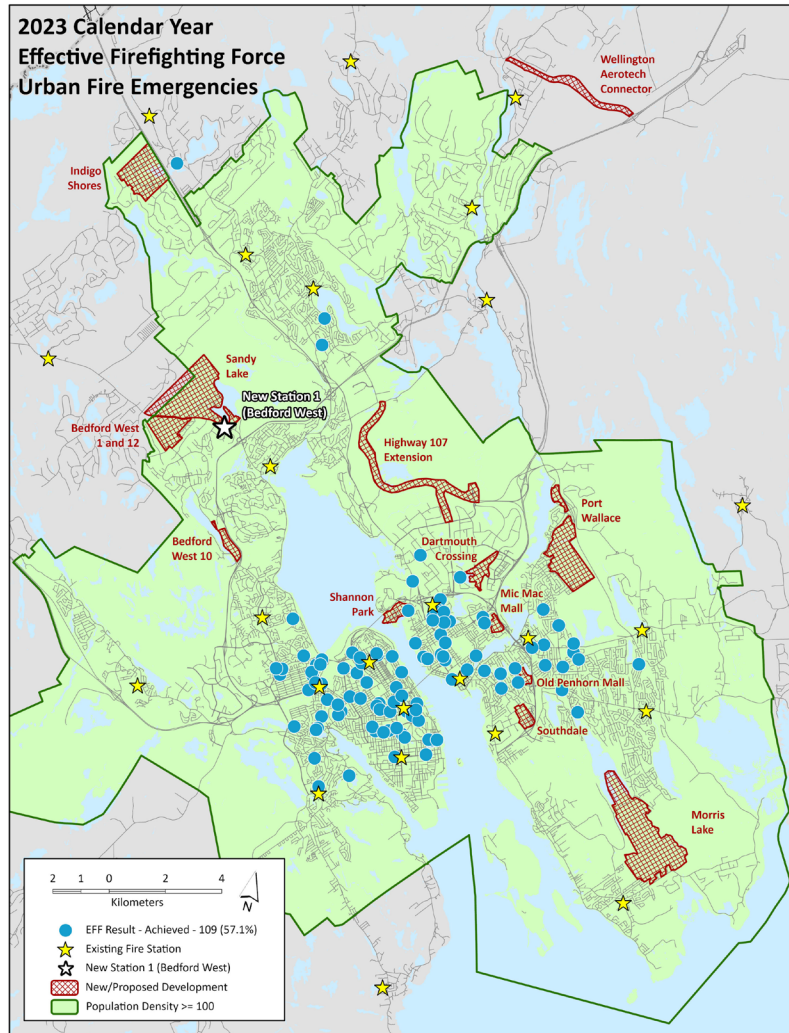 2023 Calendar Year
Effective Firefighting Force
Urban Fire Emergencies
Wellington
Aerotech
Connector
Indigo
Shores
Sandy
Lake
New Station 1
(Bedford West)
Bedford West
1 and 12
Highway 107
Extension
Port
Wallace
Bedford
West 10
Dartmouth
Crossing
Shannon
Park
Mic Mac
Mall
Old Penhorn Mall
Southdale
Morris
Lake
2 1 0 2 4
Kilometers
N
EFF Result - Achieved - 109 (57.1%)
Existing Fire Station
New Station 1 (Bedford West)
New/Proposed Development
Population Density >= 100